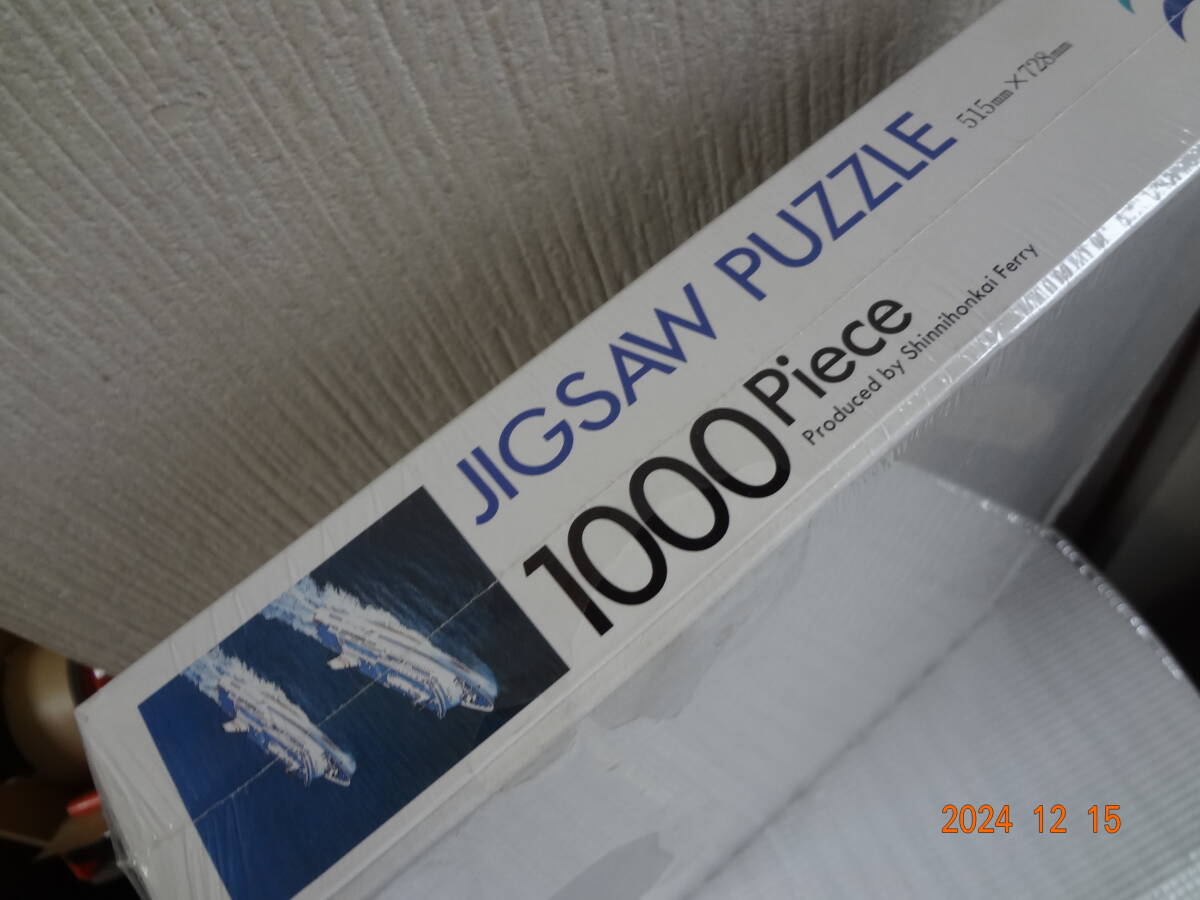 JIGSAW PUZZLE 515mm×728mm
1000Piece
Produced by Shinnihonkai Ferry
2024 12 15